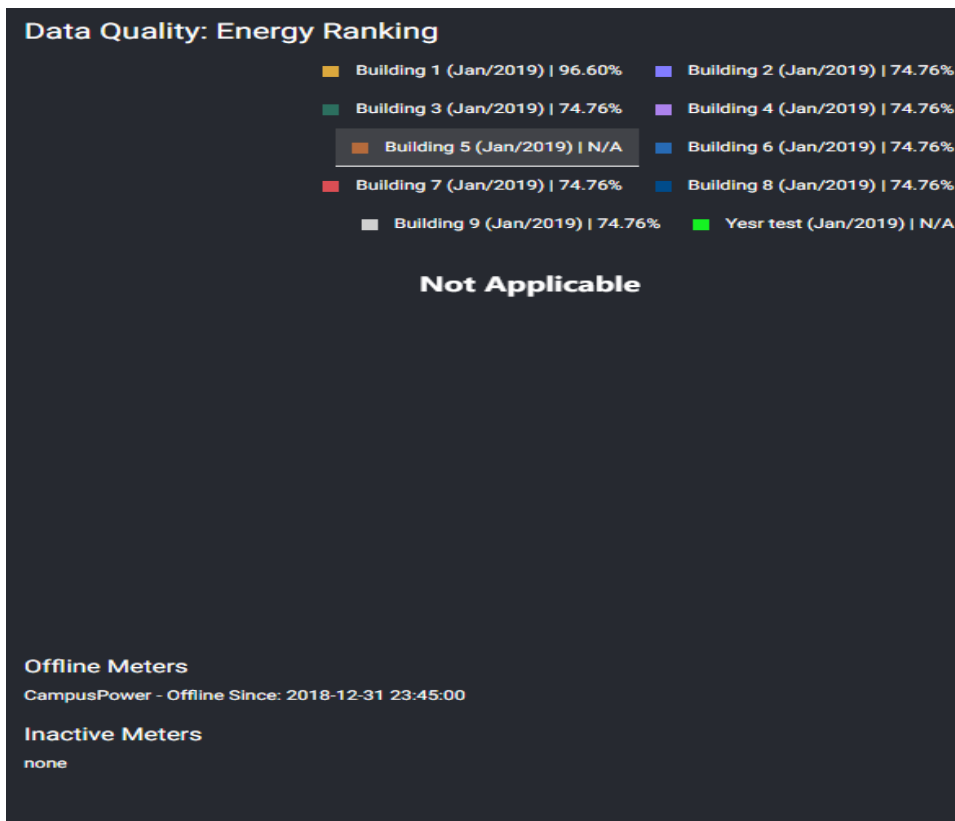 Data Quality: Energy Ranking
Building 1 (Jan/2019) | 96.60% Building 2 (Jan/2019) | 74.76%
Building 3 (Jan/2019) | 74.76% Building 4 (Jan/2019) | 74.76%
Building 5 (Jan/2019) | N/A Building 6 (Jan/2019) | 74.76%
Building 7 (Jan/2019) | 74.76% Building 8 (Jan/2019) | 74.76%
Building 9 (Jan/2019) | 74.76% Yesr test (Jan/2019) | N/A
Not Applicable
Offline Meters
CampusPower - Offline Since: 2018-12-31 23:45:00
Inactive Meters
none